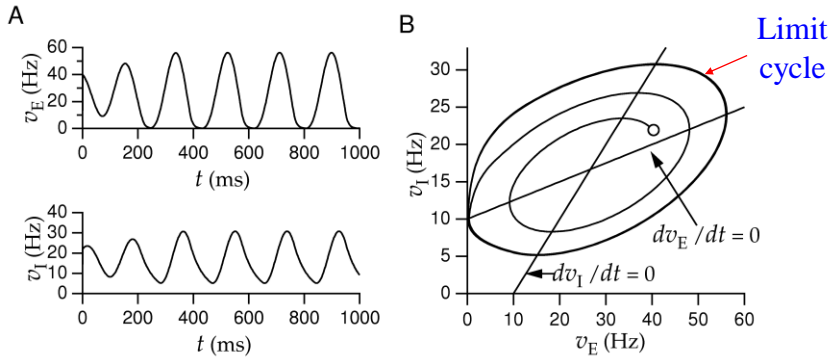 A
v_E (Hz)
60
40
20
0
0 200 400 600 800 1000
t (ms)
v_I (Hz)
40
30
20
10
0
0 200 400 600 800 1000
t (ms)
B
Limit
cycle
v_I (Hz)
30
25
20
15
10
5
0
dv_E /dt = 0
dv_I /dt = 0
0 10 20 30 40 50 60
v_E (Hz)